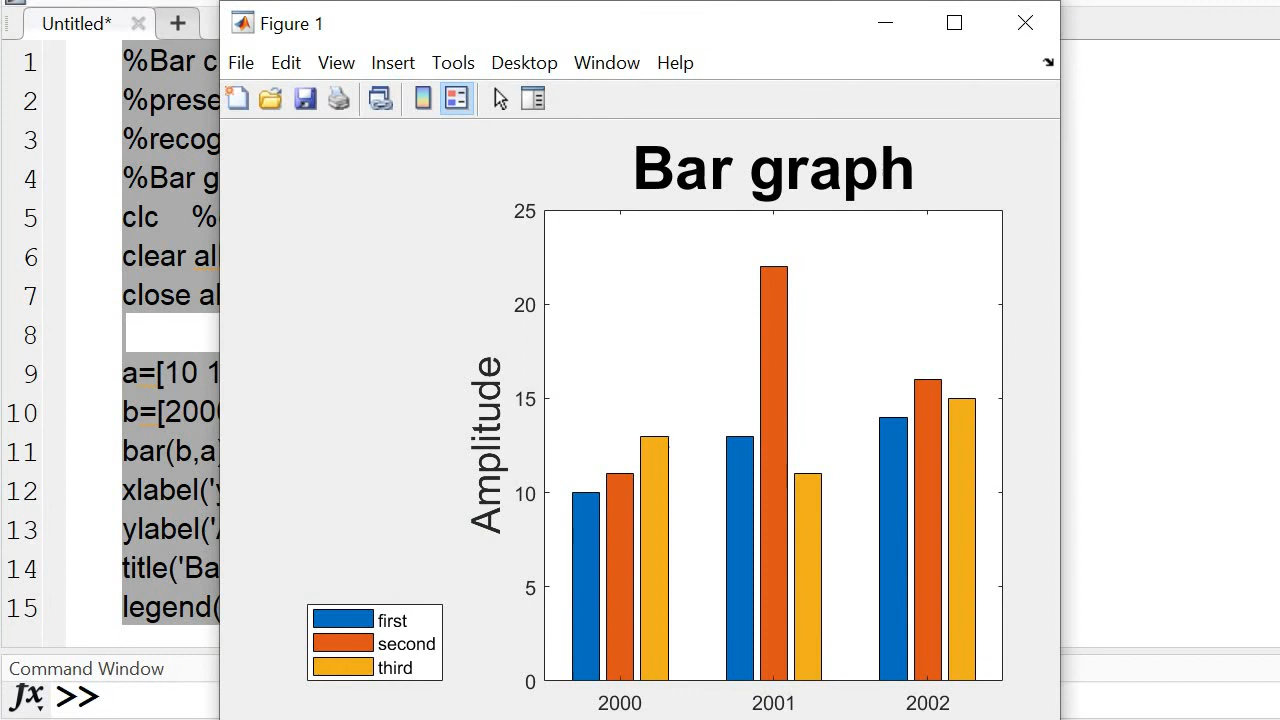 Untitled*
Figure 1
File Edit View Insert Tools Desktop Window Help
1 %Bar c
2 %prese
3 %recog
4 %Bar g
5 clc %
6 clear al
7 close al
8
9 a=[10 1
10 b=[200
11 bar(b,a)
12 xlabel('y
13 ylabel('A
14 title('Ba
15 legend(
Bar graph
Amplitude
25
20
15
10
5
0
2000 2001 2002
first
second
third
Command Window
fx >>